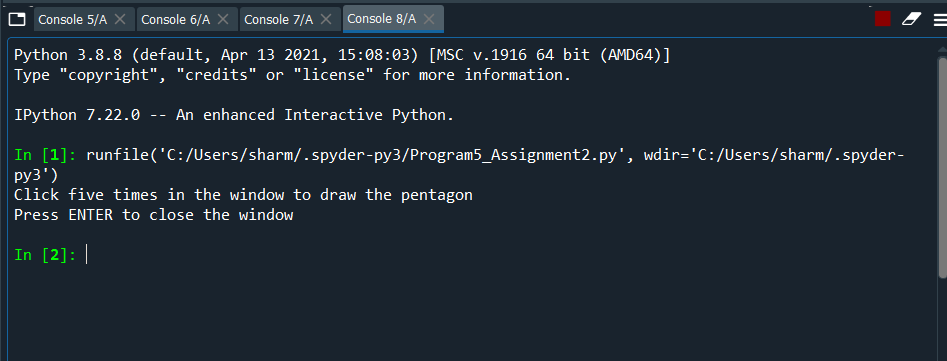 Console 5/A Console 6/A Console 7/A Console 8/A
Python 3.8.8 (default, Apr 13 2021, 15:08:03) [MSC v.1916 64 bit (AMD64)]
Type "copyright", "credits" or "license" for more information.
IPython 7.22.0 -- An enhanced Interactive Python.
In [1]: runfile('C:/Users/sharm/.spyder-py3/Program5_Assignment2.py', wdir='C:/Users/sharm/.spyder-
py3')
Click five times in the window to draw the pentagon
Press ENTER to close the window
In [2]: